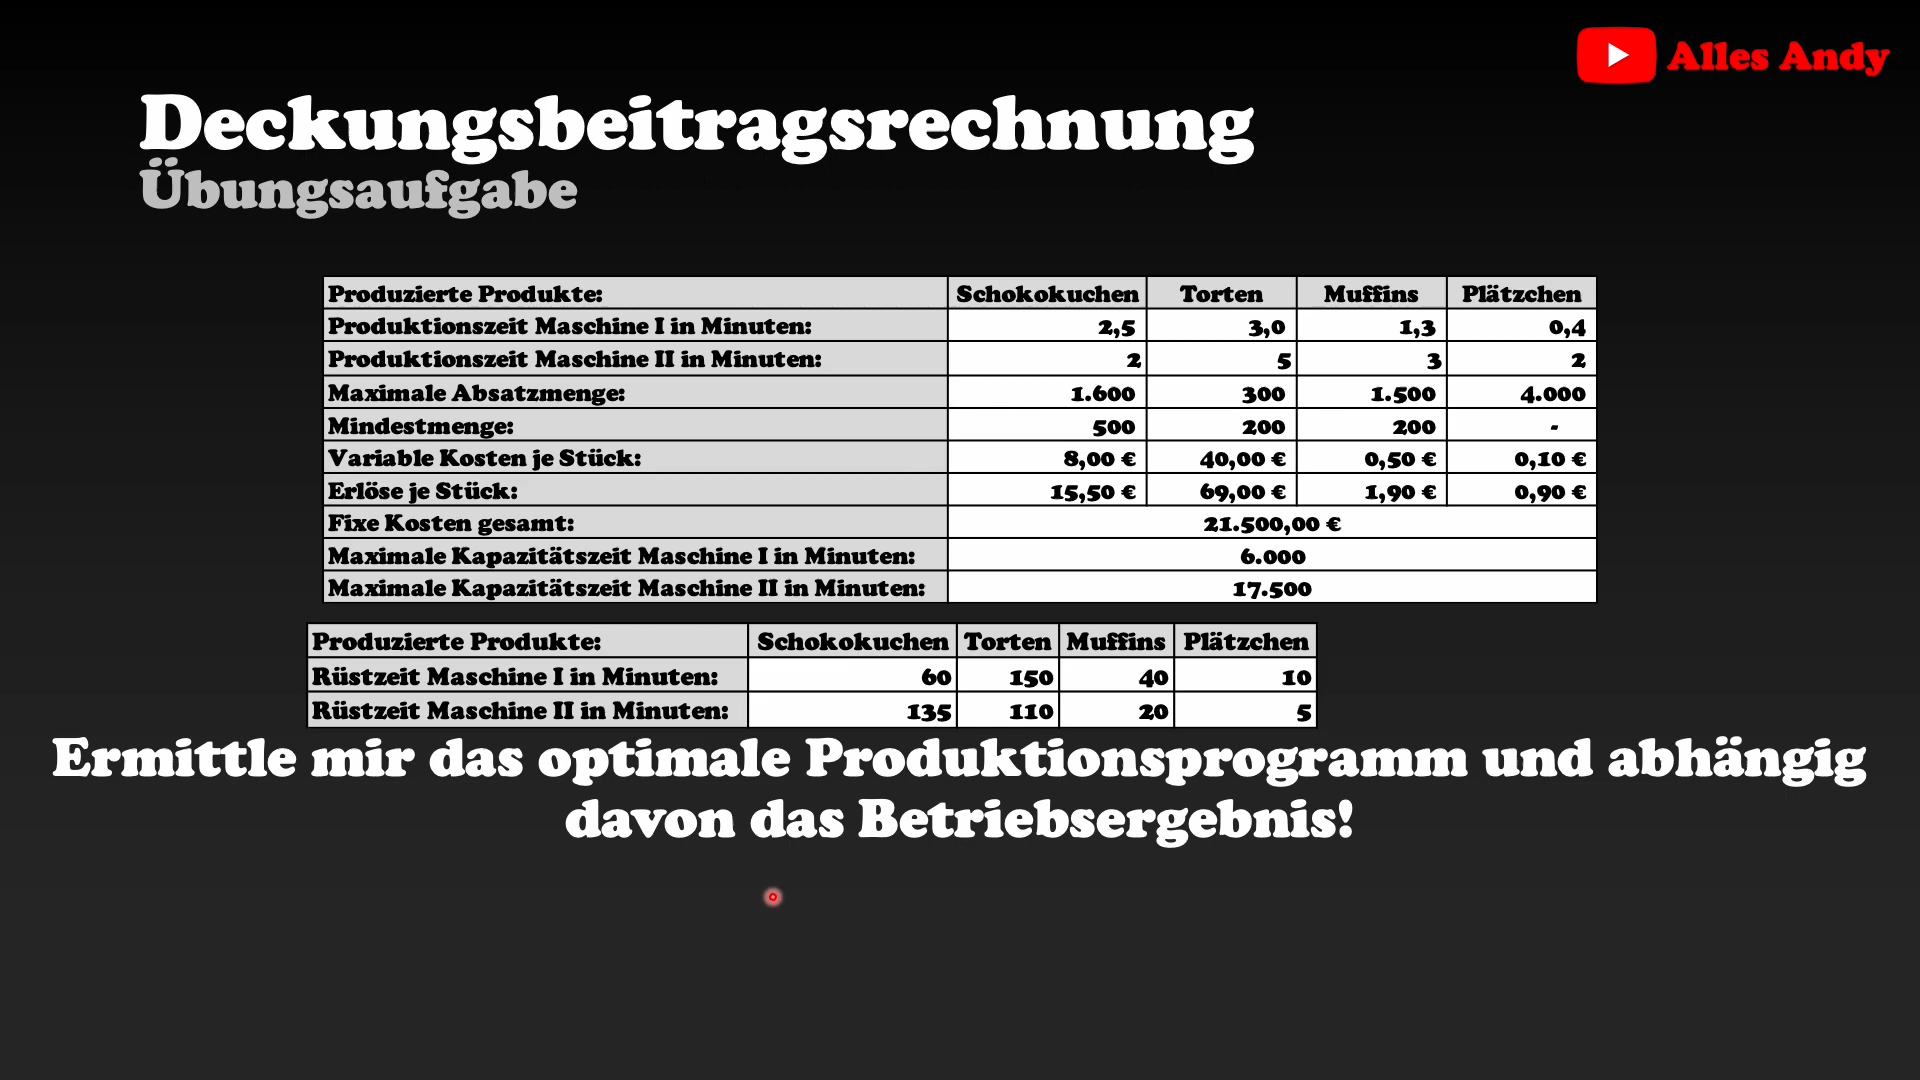 Alles Andy
Deckungsbeitragsrechnung
Übungsaufgabe
Produzierte Produkte: Schokokuchen Torten Muffins Plätzchen
Produktionszeit Maschine I in Minuten: 2,5 3,0 1,3 0,4
Produktionszeit Maschine II in Minuten: 2 5 3 2
Maximale Absatzmenge: 1.600 300 1.500 4.000
Mindestmenge: 500 200 200 -
Variable Kosten je Stück: 8,00 € 40,00 € 0,50 € 0,10 €
Erlöse je Stück: 15,50 € 69,00 € 1,90 € 0,90 €
Fixe Kosten gesamt: 21.500,00 €
Maximale Kapazitätszeit Maschine I in Minuten: 6.000
Maximale Kapazitätszeit Maschine II in Minuten: 17.500
Produzierte Produkte: Schokokuchen Torten Muffins Plätzchen
Rüstzeit Maschine I in Minuten: 60 150 40 10
Rüstzeit Maschine II in Minuten: 135 110 20 5
Ermittle mir das optimale Produktionsprogramm und abhängig
davon das Betriebsergebnis!